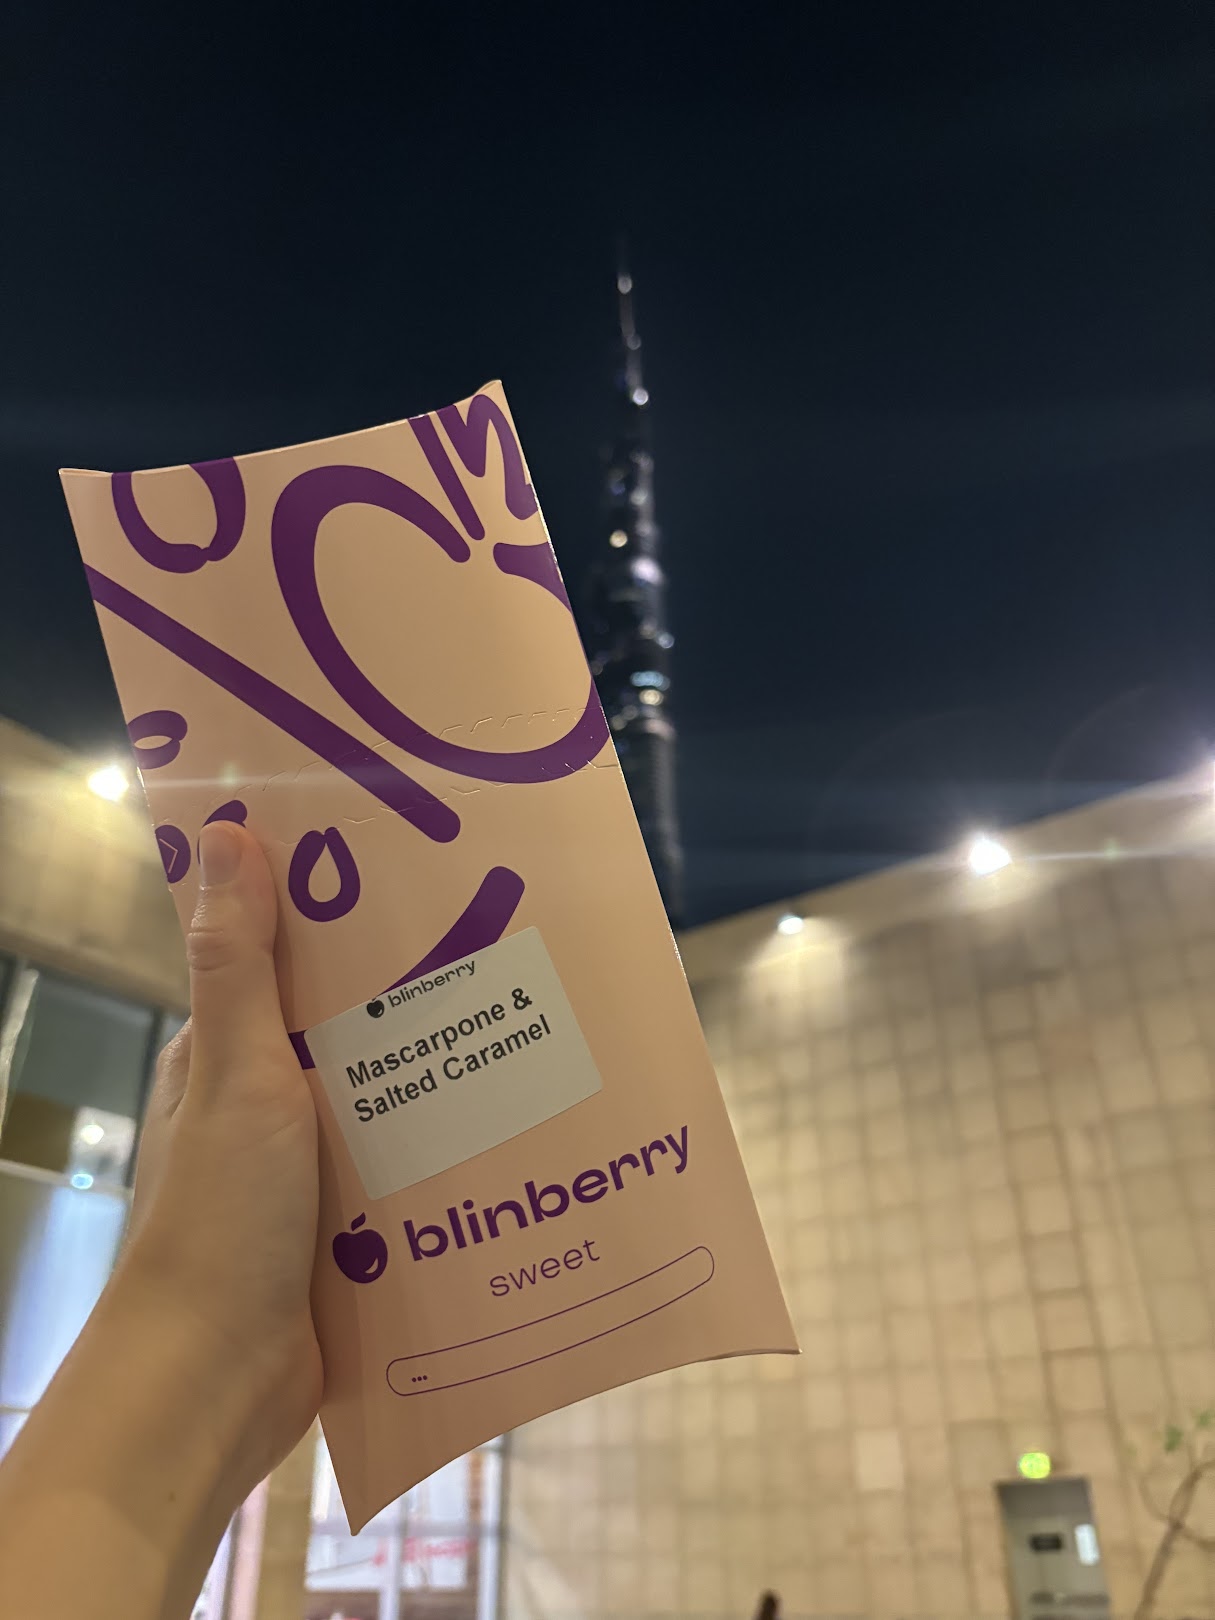 blinberry
Mascarpone &
Salted Caramel
blinberry
sweet
...